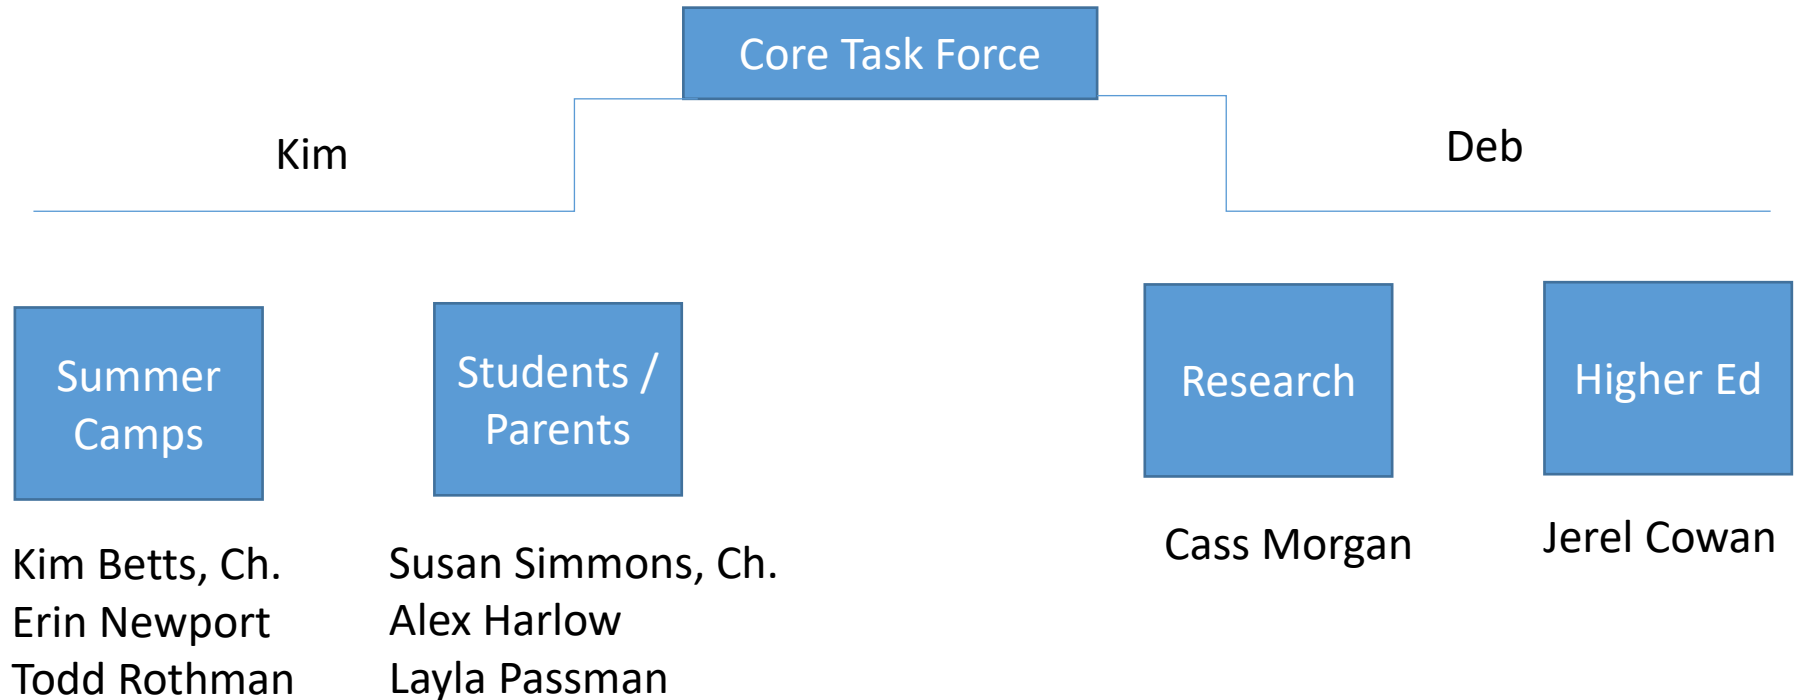 Core Task Force
Kim
Deb
Summer
Camps
Students /
Parents
Research
Higher Ed
Kim Betts, Ch.
Erin Newport
Todd Rothman
Susan Simmons, Ch.
Alex Harlow
Layla Passman
Cass Morgan
Jerel Cowan